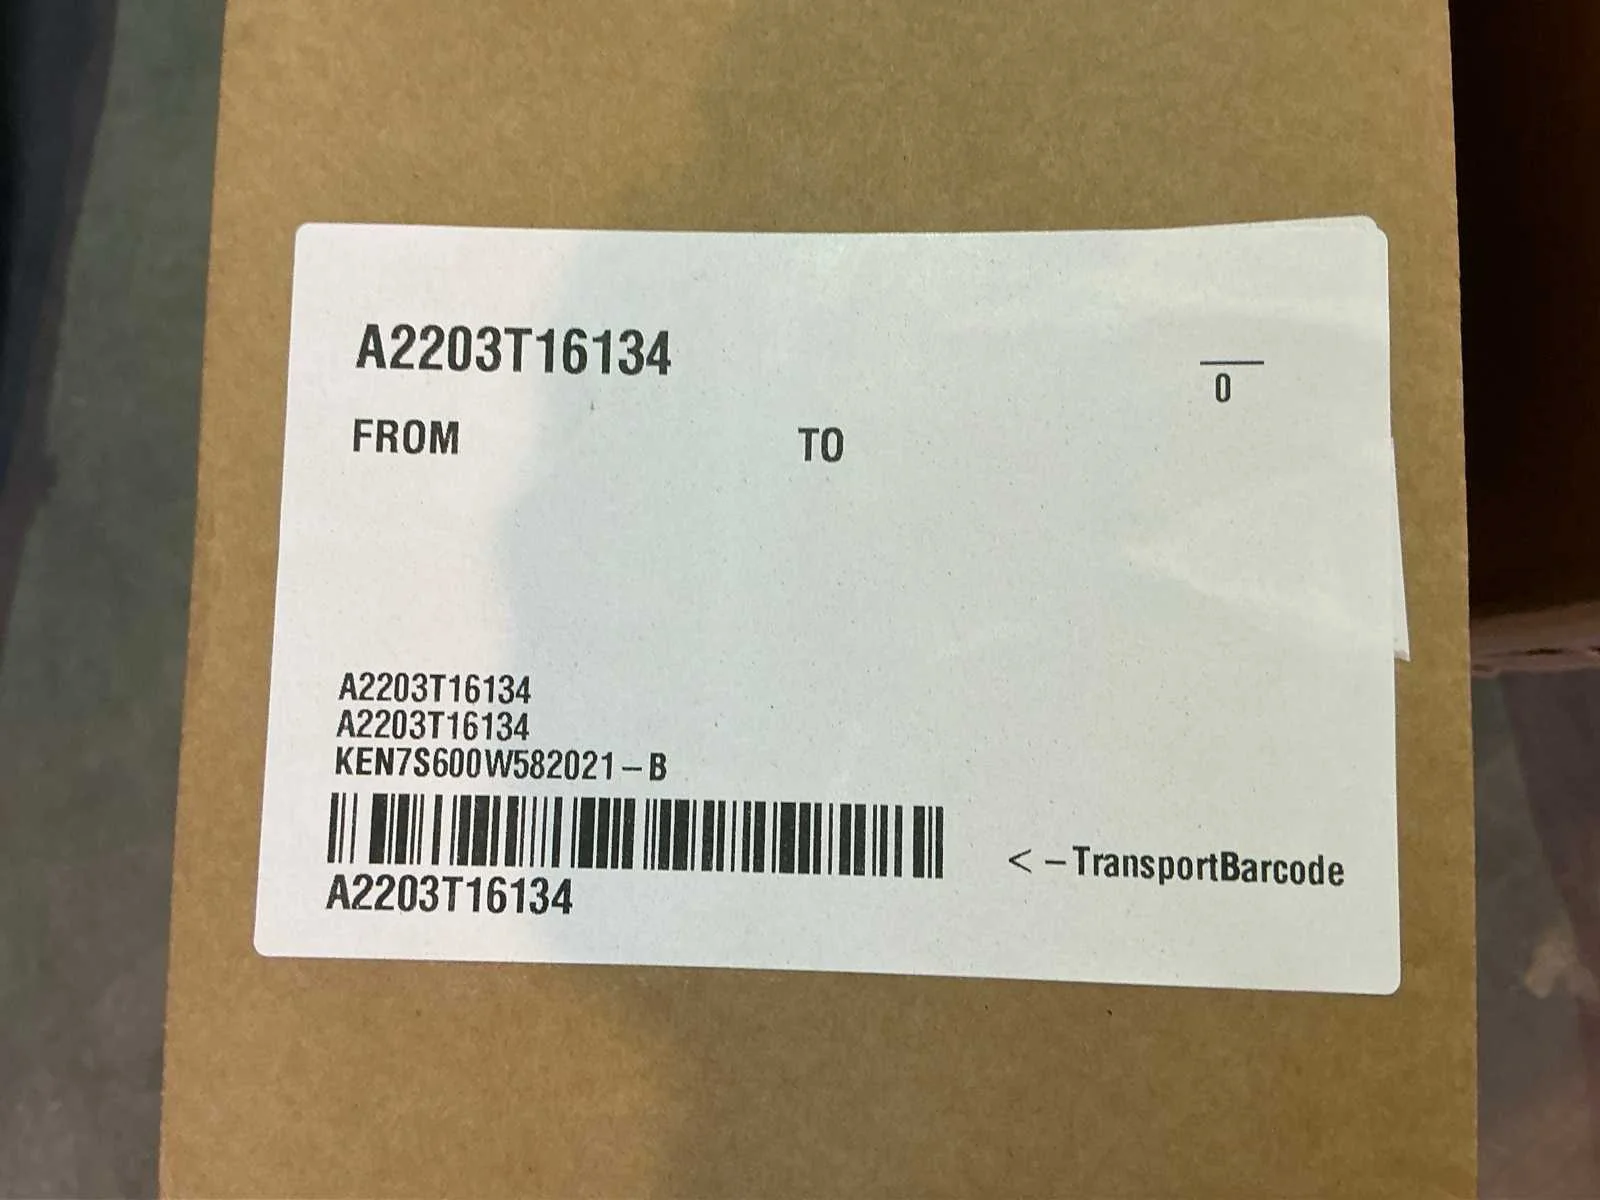 A2203T16134
0
FROM TO
A2203T16134
A2203T16134
KEN7S600W582021-B
A2203T16134
<-TransportBarcode